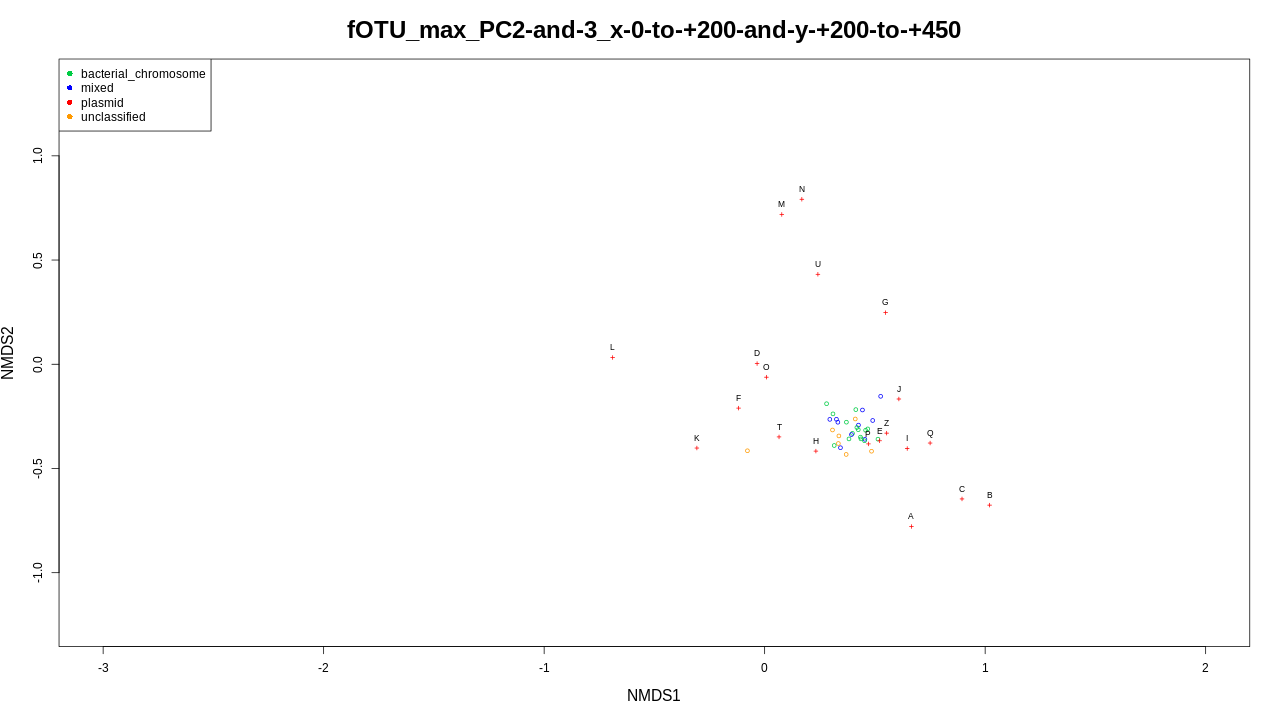 fOTU_max_PC2-and-3_x-0-to-+200-and-y-+200-to-+450
bacterial_chromosome
mixed
plasmid
unclassified
N
M
U
G
L
D
O
J
F
Z
T
P
E
Q
K
H
I
C
B
A
1.0
0.5
0.0
-0.5
-1.0
NMDS2
-3
-2
-1
0
1
2
NMDS1